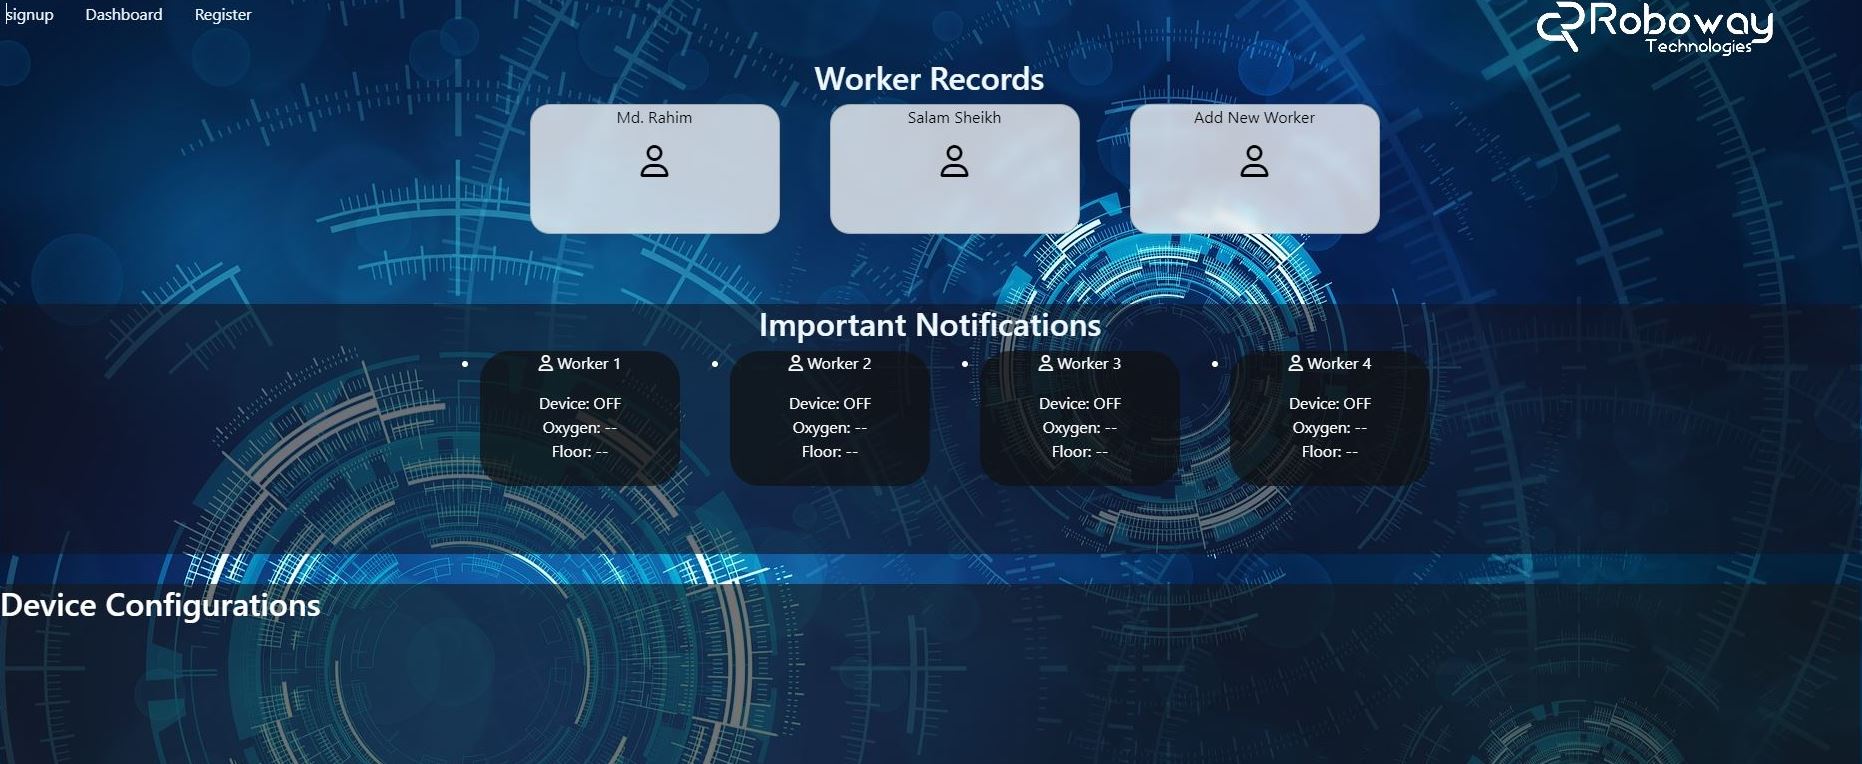 signup Dashboard Register
Roboway
Technologies
Worker Records
Md. Rahim
Salam Sheikh
Add New Worker
Important Notifications
Worker 1
Device: OFF
Oxygen: --
Floor: --
Worker 2
Device: OFF
Oxygen: --
Floor: --
Worker 3
Device: OFF
Oxygen: --
Floor: --
Worker 4
Device: OFF
Oxygen: --
Floor: --
Device Configurations